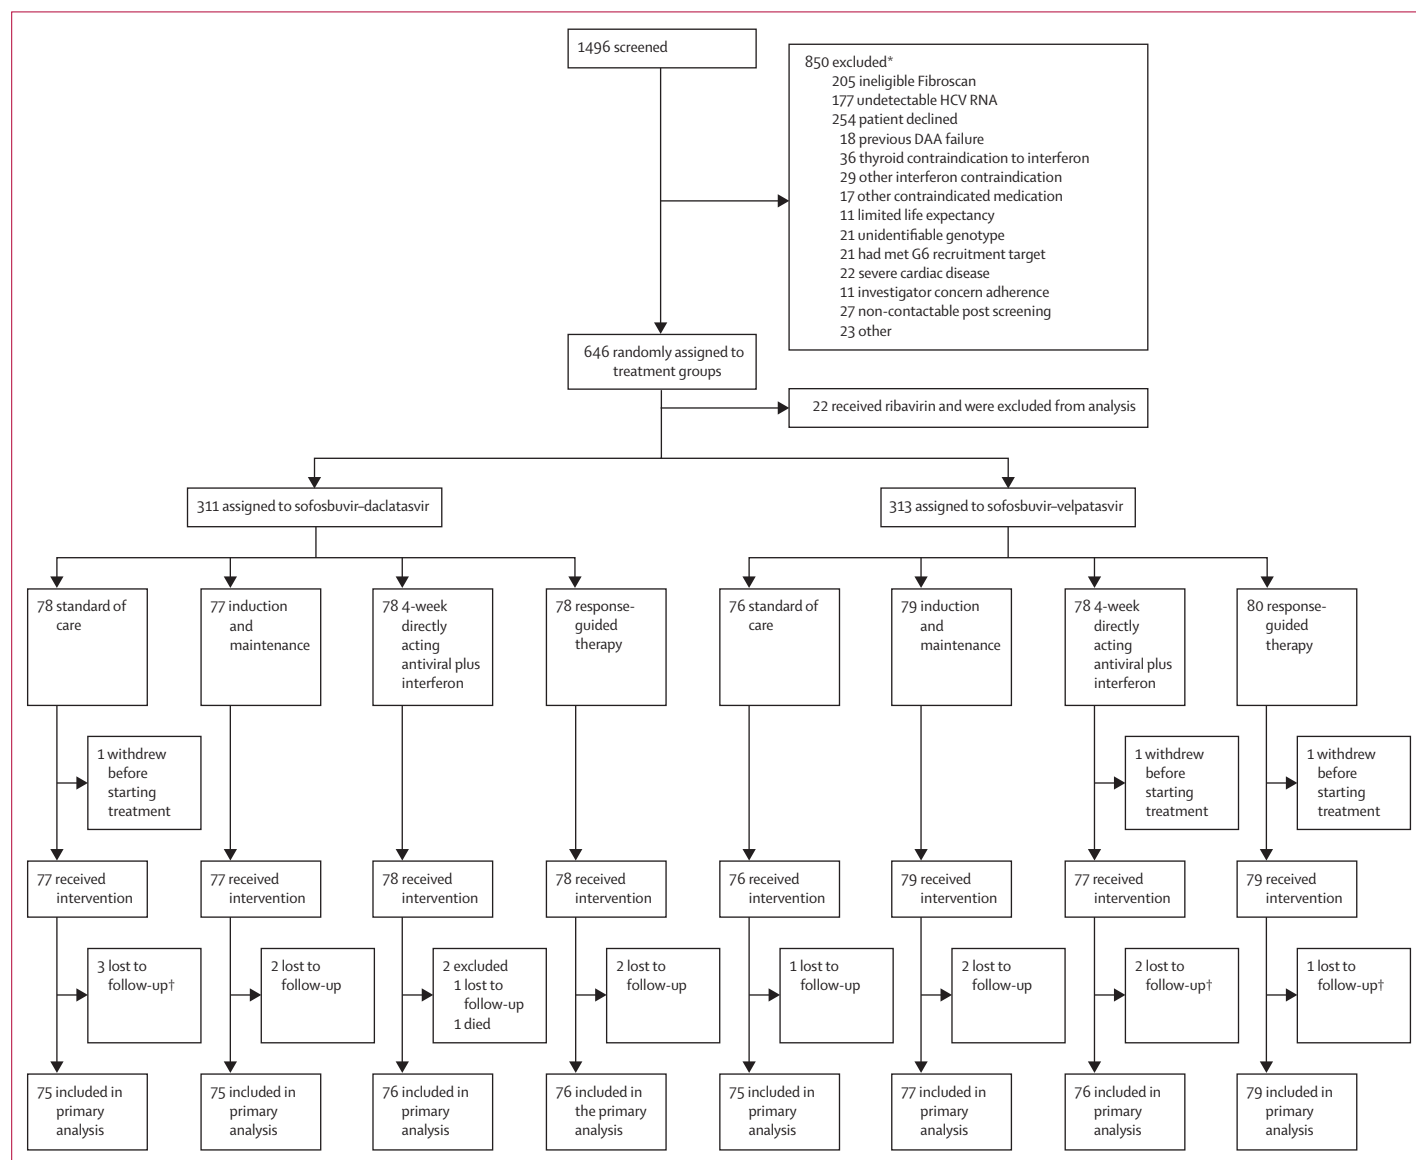 1496 screened
850 excluded*
205 ineligible Fibroscan
177 undetectable HCV RNA
254 patient declined
18 previous DAA failure
36 thyroid contraindication to interferon
29 other interferon contraindication
17 other contraindicated medication
11 limited life expectancy
21 unidentifiable genotype
21 had met G6 recruitment target
22 severe cardiac disease
11 investigator concern adherence
27 non-contactable post screening
23 other
646 randomly assigned to
treatment groups
22 received ribavirin and were excluded from analysis
311 assigned to sofosbuvir–daclatasvir
313 assigned to sofosbuvir–velpatasvir
78 standard of
care
77 induction
and
maintenance
78 4-week
directly
acting
antiviral plus
interferon
78 response-
guided
therapy
76 standard of
care
79 induction
and
maintenance
78 4-week
directly
acting
antiviral plus
interferon
80 response-
guided
therapy
1 withdrew
before
starting
treatment
1 withdrew
before
starting
treatment
1 withdrew
before
starting
treatment
77 received
intervention
77 received
intervention
78 received
intervention
78 received
intervention
76 received
intervention
79 received
intervention
77 received
intervention
79 received
intervention
3 lost to
follow-up†
2 lost to
follow-up
2 excluded
1 lost to
follow-up
1 died
2 lost to
follow-up
1 lost to
follow-up
2 lost to
follow-up
2 lost to
follow-up†
1 lost to
follow-up†
75 included in
primary
analysis
75 included in
primary
analysis
76 included in
primary
analysis
76 included in
the primary
analysis
75 included in
primary
analysis
77 included in
primary
analysis
76 included in
primary
analysis
79 included in
primary
analysis